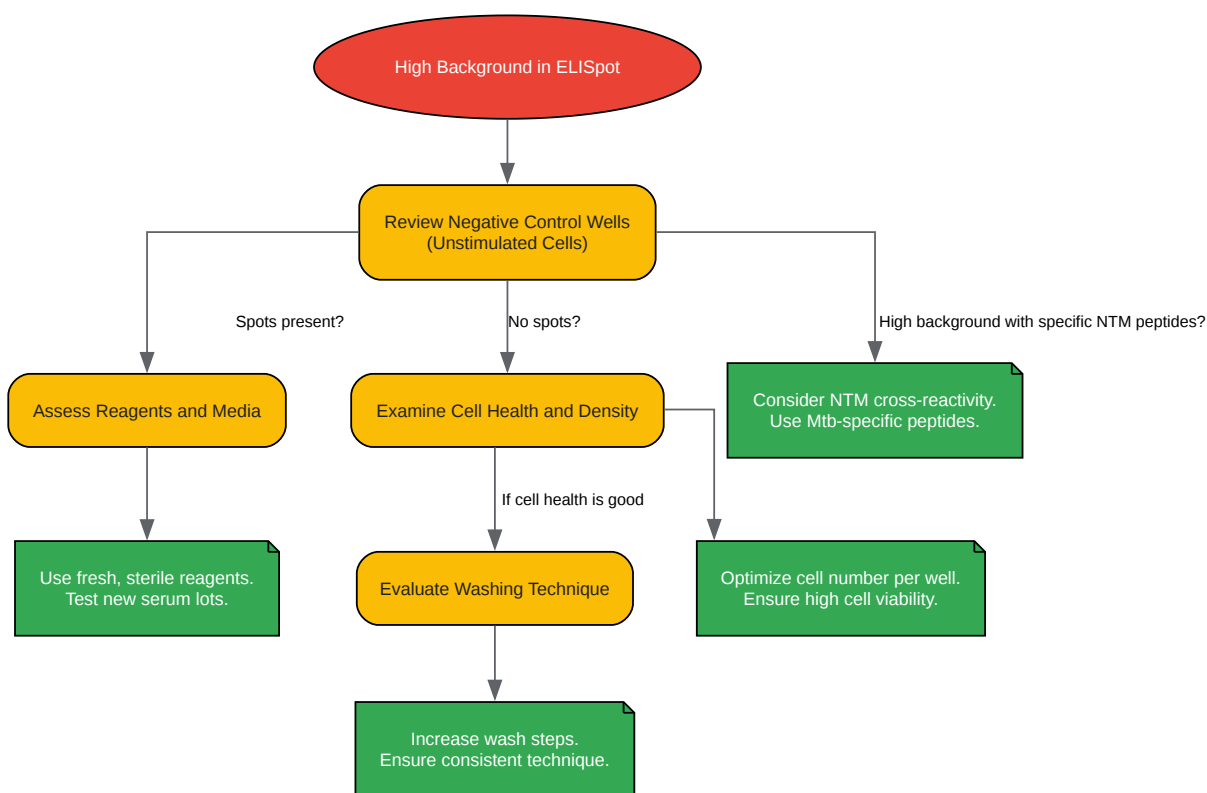 High Background in ELISpot
Review Negative Control Wells
(Unstimulated Cells)
Spots present?
No spots?
High background with specific NTM peptides?
Assess Reagents and Media
Examine Cell Health and Density
Consider NTM cross-reactivity.
Use Mtb-specific peptides.
If cell health is good
Use fresh, sterile reagents.
Test new serum lots.
Evaluate Washing Technique
Optimize cell number per well.
Ensure high cell viability.
Increase wash steps.
Ensure consistent technique.